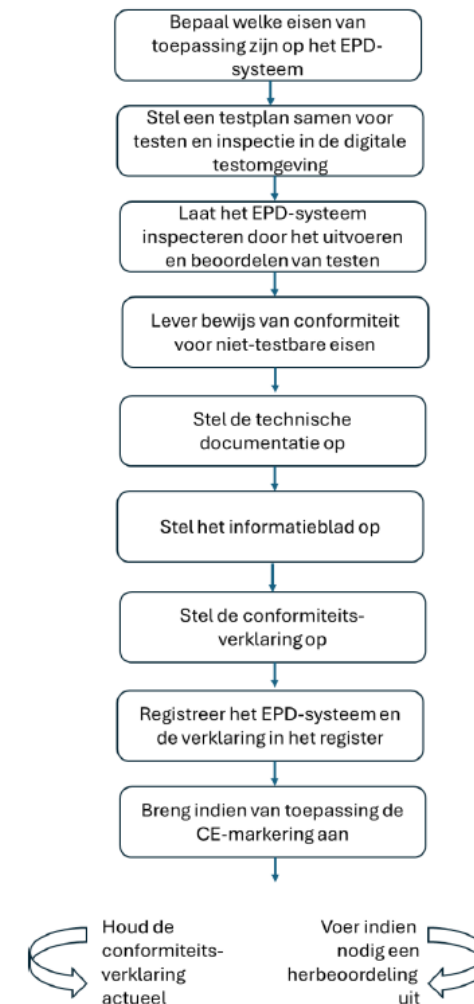 Bepaal welke eisen van
toepassing zijn op het EPD-
systeem
Stel een testplan samen voor
testen en inspectie in de digitale
testomgeving
Laat het EPD-systeem
inspecteren door het uitvoeren
en beoordelen van testen
Lever bewijs van conformiteit
voor niet-testbare eisen
Stel de technische
documentatie op
Stel het informatieblad op
Stel de conformiteits-
verklaring op
Registreer het EPD-systeem en
de verklaring in het register
Breng indien van toepassing de
CE-markering aan
Houd de
conformiteits-
verklaring
actueel
Voer indien
nodig een
herbeoordeling
uit